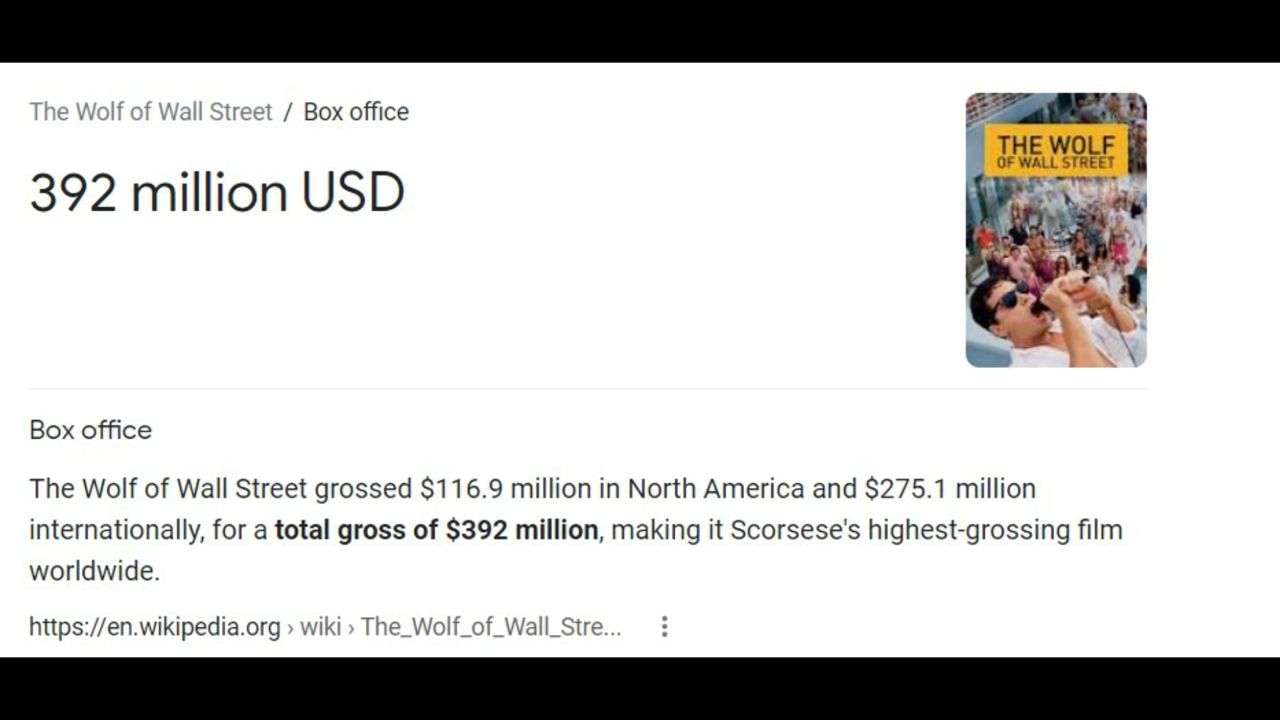 The Wolf of Wall Street / Box office
392 million USD
THE WOLF
OF WALL STREET
Box office
The Wolf of Wall Street grossed $116.9 million in North America and $275.1 million
internationally, for a total gross of $392 million, making it Scorsese's highest-grossing film
worldwide.
https://en.wikipedia.org › wiki › The_Wolf_of_Wall_Stre...